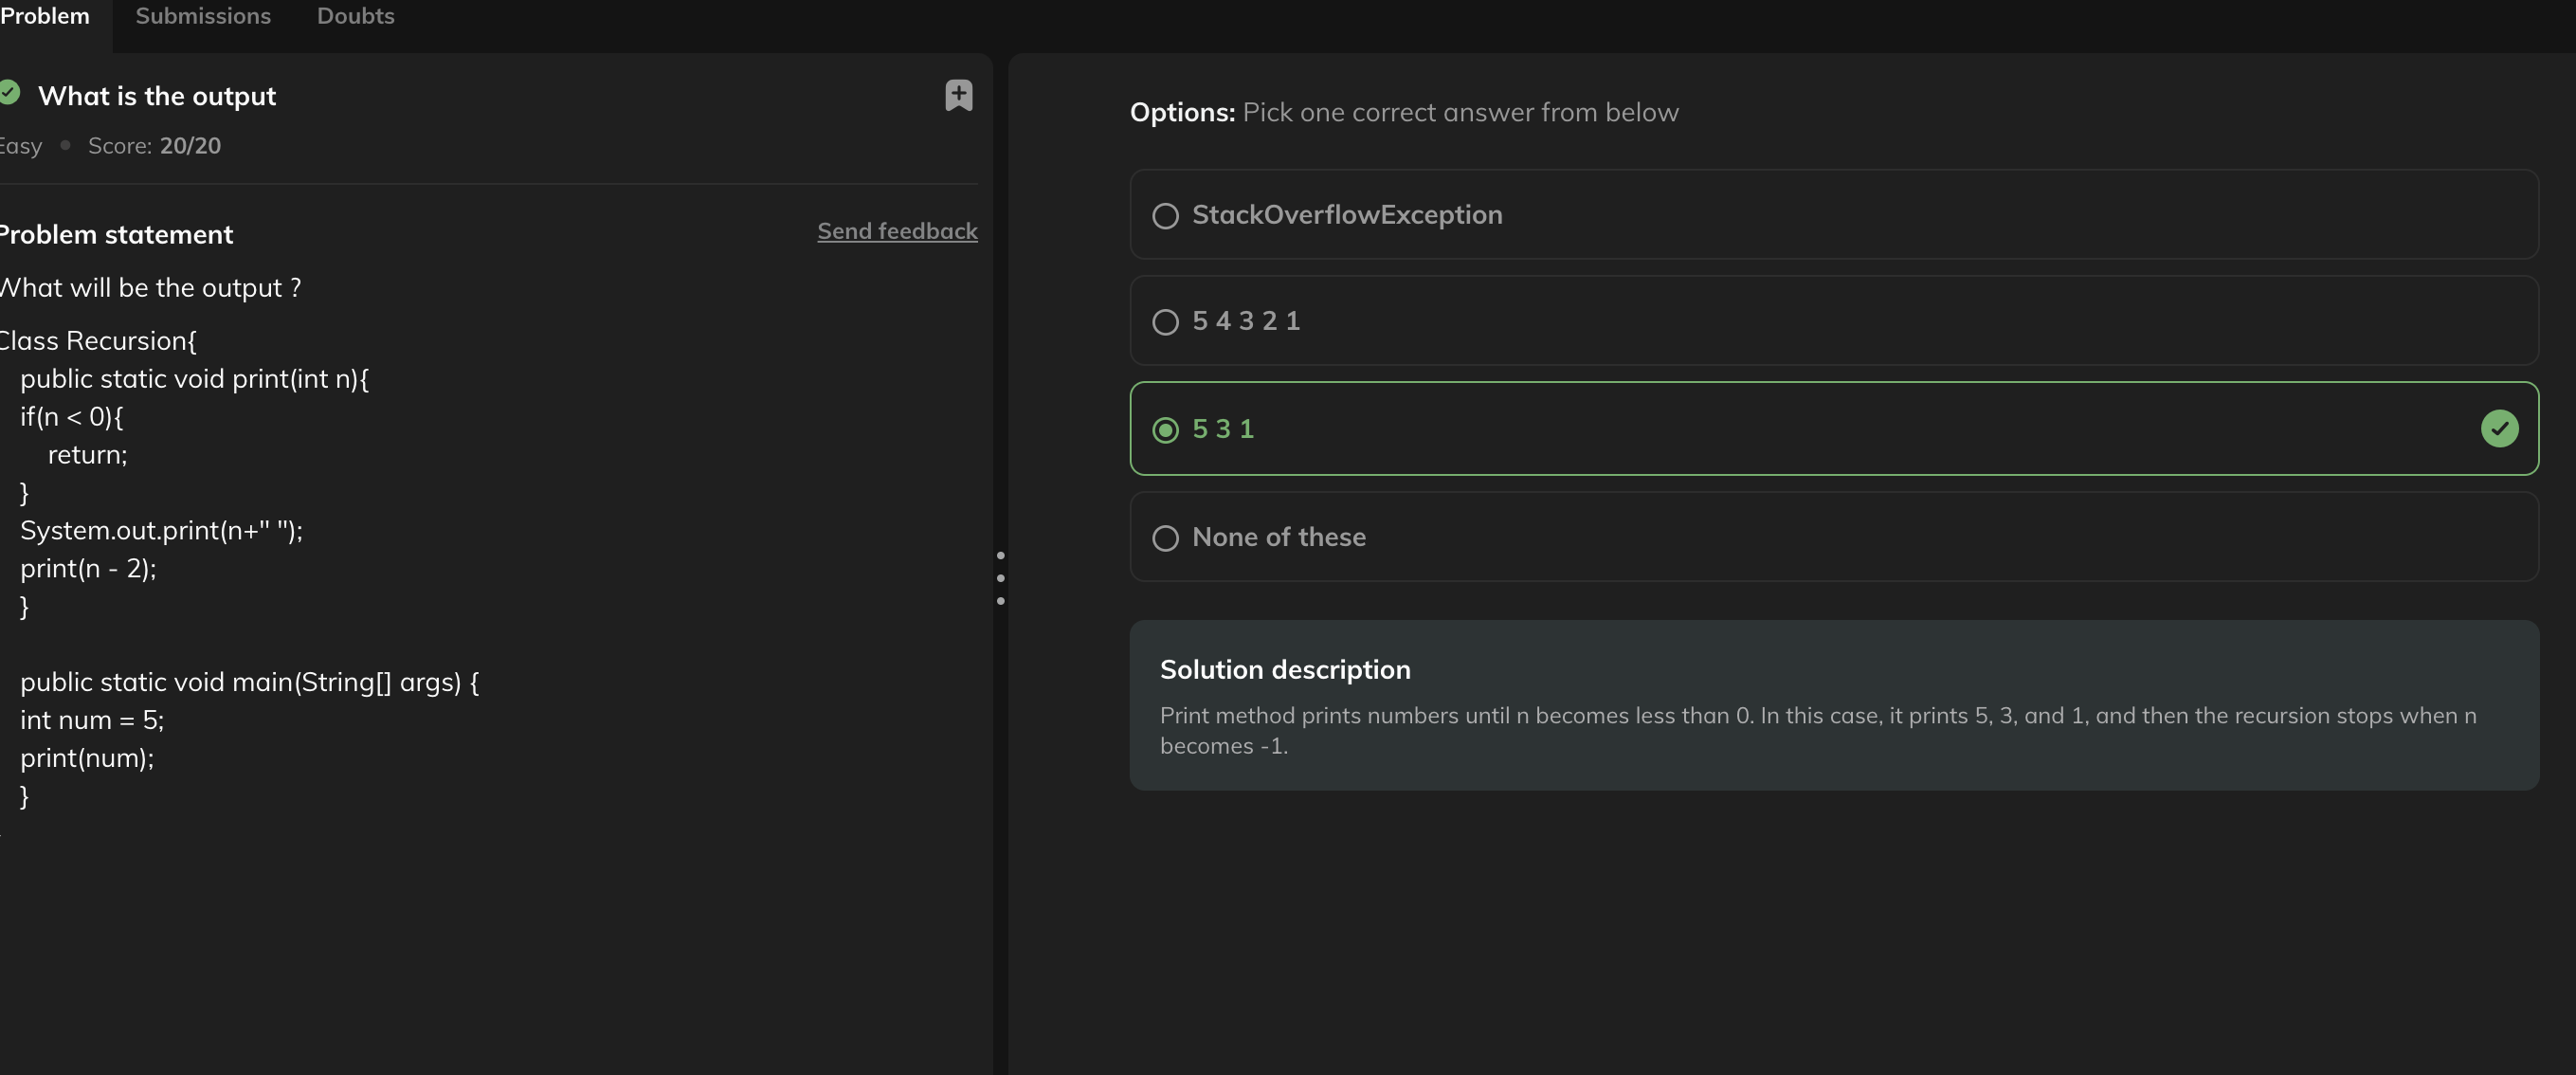 Problem Submissions Doubts
What is the output
Easy • Score: 20/20
Problem statement
Send feedback
What will be the output ?
Class Recursion{
public static void print(int n){
if(n < 0){
return;
}
System.out.print(n+" ");
print(n - 2);
}
public static void main(String[] args) {
int num = 5;
print(num);
}
Options: Pick one correct answer from below
StackOverflowException
5 4 3 2 1
5 3 1
None of these
Solution description
Print method prints numbers until n becomes less than 0. In this case, it prints 5, 3, and 1, and then the recursion stops when n
becomes -1.